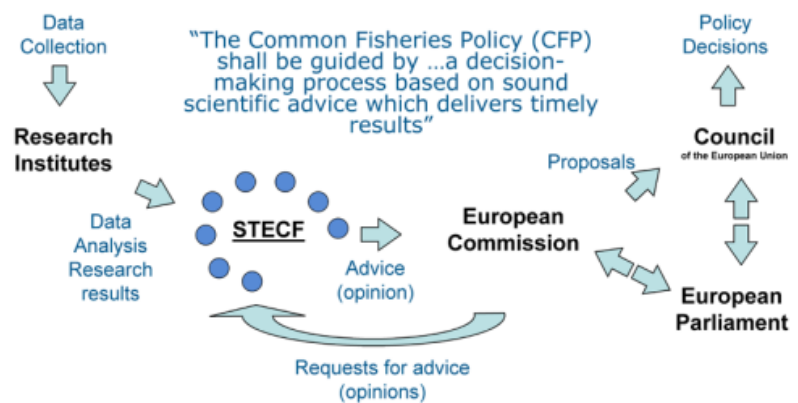 Data
Collection
"The Common Fisheries Policy (CFP)
shall be guided by …a decision-
making process based on sound
scientific advice which delivers timely
results"
Policy
Decisions
Research
Institutes
Council
of the European Union
Proposals
Data
Analysis
Research
results
STECF
Advice
(opinion)
European
Commission
European
Parliament
Requests for advice
(opinions)